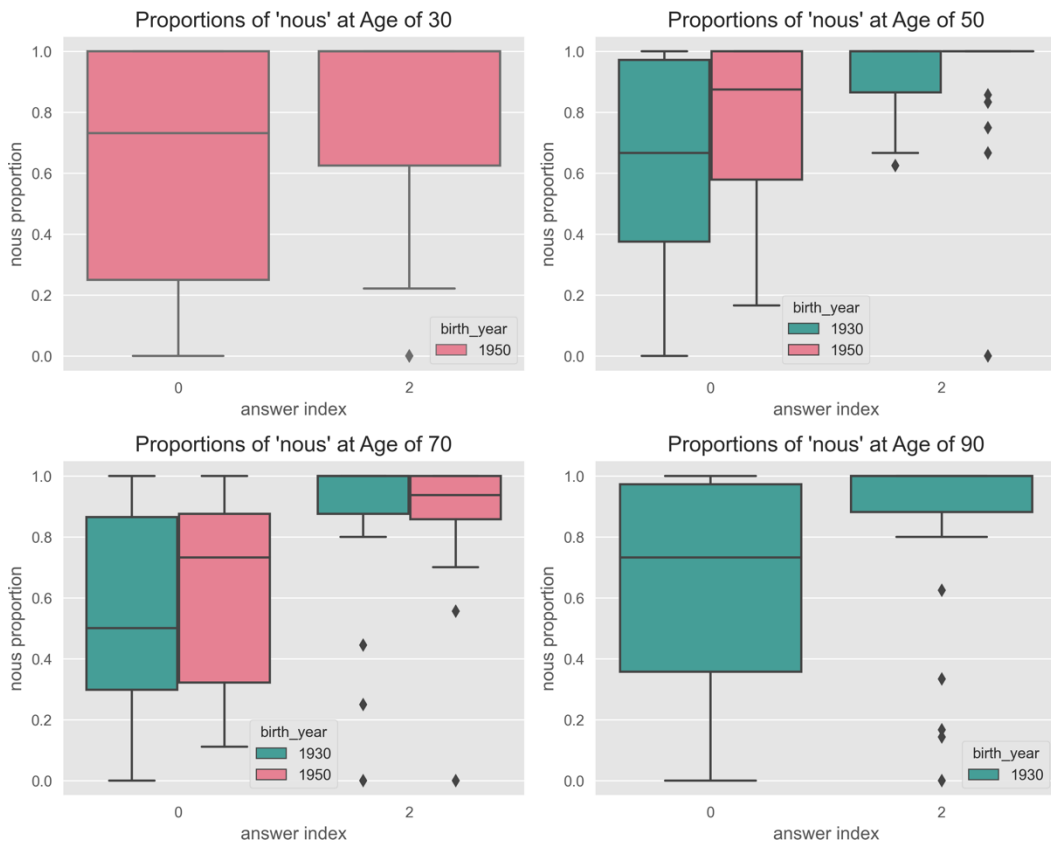 Proportions of 'nous' at Age of 30
1.0
0.8
0.6
0.4
0.2
0.0
nous proportion
birth_year
1950
0
2
answer index
Proportions of 'nous' at Age of 50
1.0
0.8
0.6
0.4
0.2
0.0
nous proportion
birth_year
1930
1950
0
2
answer index
Proportions of 'nous' at Age of 70
1.0
0.8
0.6
0.4
0.2
0.0
nous proportion
birth_year
1930
1950
0
2
answer index
Proportions of 'nous' at Age of 90
1.0
0.8
0.6
0.4
0.2
0.0
nous proportion
birth_year
1930
0
2
answer index